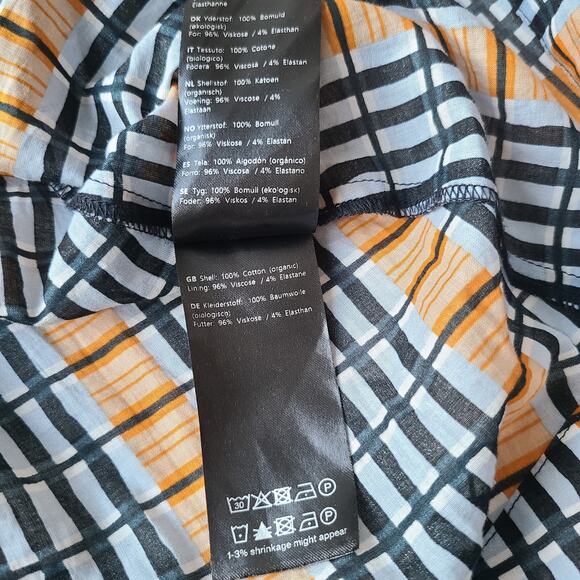 Elasthanne
DK Yderstof: 100% Bomuld
(økologisk)
For: 96% Viskose / 4% Elasthan
IT Tessuto: 100% Cotone
(biologico)
Fodera: 96% Viscosa / 4% Elastan
NL Shellstof: 100% Katoen
(organisch)
Voering: 96% Viscose / 4%
Elastaan
NO Ytterstof: 100% Bomull
(organisk)
For: 96% Viskose / 4% Elastan
ES Tela: 100% Algodón (orgánico)
Forro: 96% Viscosa / 4% Elastano
SE Tyg: 100% Bomull (ekologisk)
Foder: 96% Viskos / 4% Elastan
GB Shell: 100% Cotton (organic)
Lining: 96% Viscose / 4% Elastane
DE Kleiderstoff: 100% Baumwolle
(biologisch)
Futter: 96% Viskose / 4% Elasthan
30 P
P
1-3% shrinkage might appear